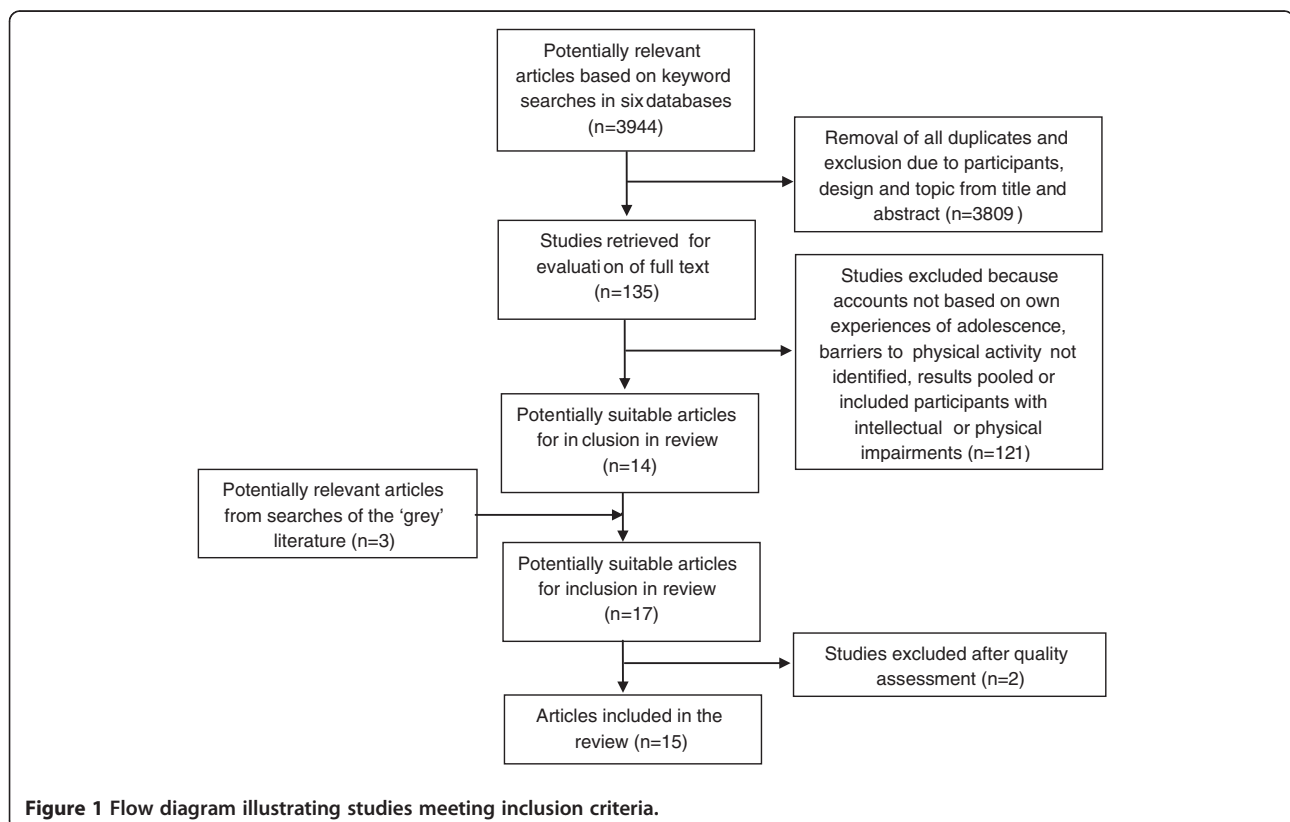 Potentially relevant
articles based on keyword
searches in six databases
(n=3944)
Removal of all duplicates and
exclusion due to participants,
design and topic from title and
abstract (n=3809)
Studies retrieved for
evaluation of full text
(n=135)
Studies excluded because
accounts not based on own
experiences of adolescence,
barriers to physical activity not
identified, results pooled or
included participants with
intellectual or physical
impairments (n=121)
Potentially suitable articles
for in clusion in review
(n=14)
Potentially relevant articles
from searches of the ‘grey’
literature (n=3)
Potentially suitable articles
for inclusion in review
(n=17)
Studies excluded after quality
assessment (n=2)
Articles included in the
review (n=15)
Figure 1 Flow diagram illustrating studies meeting inclusion criteria.